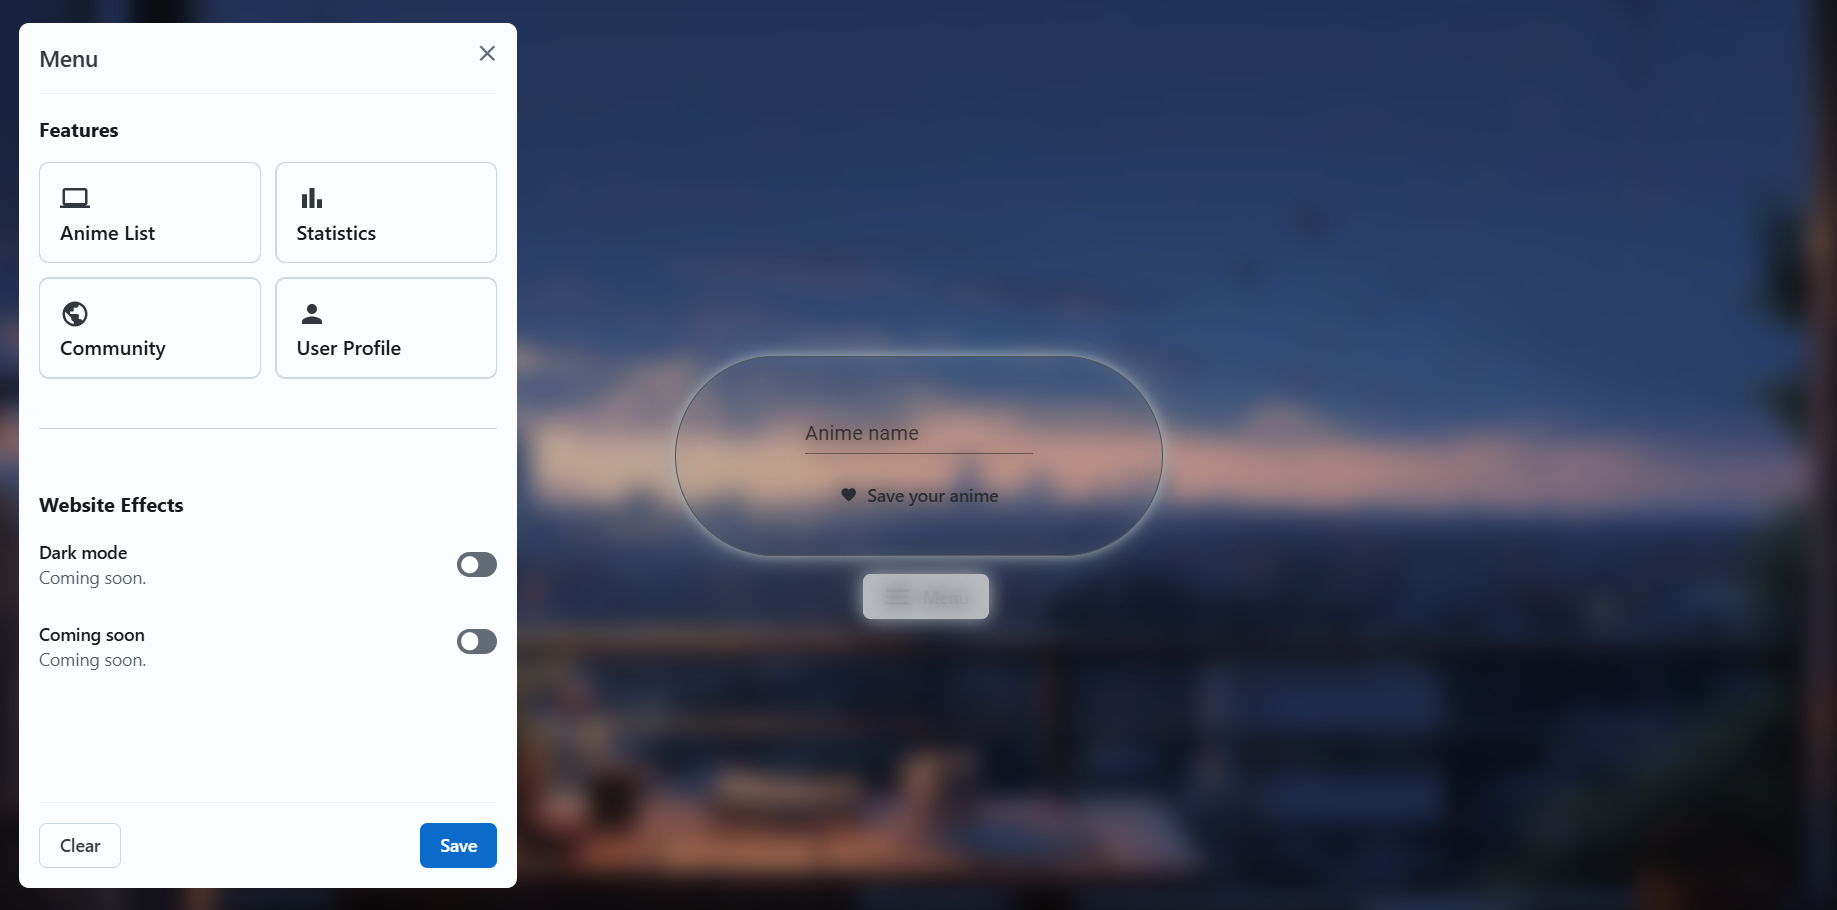 Menu
Features
Anime List
Statistics
Community
User Profile
Website Effects
Dark mode
Coming soon.
Coming soon
Coming soon.
Clear
Save
Anime name
Save your anime
Menu